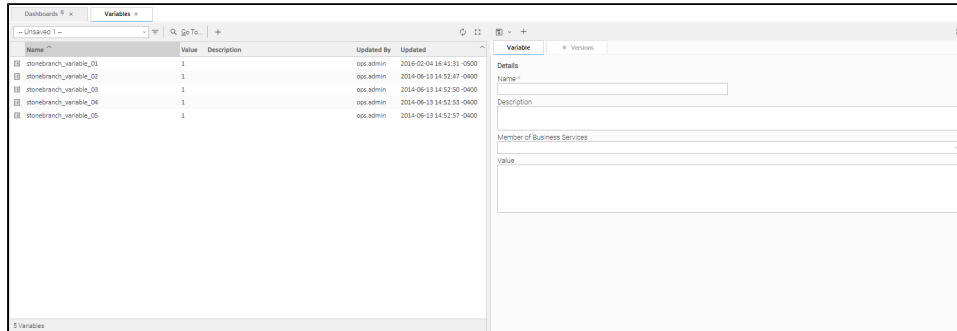 Dashboards × Variables ×
-- Unsaved 1 -- Go To...
Name Value Description Updated By Updated
stonebranch_variable_01 1 ops.admin 2016-02-04 16:41:31 -0500
stonebranch_variable_02 1 ops.admin 2014-06-13 14:52:47 -0400
stonebranch_variable_03 1 ops.admin 2014-06-13 14:52:50 -0400
stonebranch_variable_04 1 ops.admin 2014-06-13 14:52:53 -0400
stonebranch_variable_05 1 ops.admin 2014-06-13 14:52:57 -0400
5 Variables
Variable Versions
Details
Name *
Description
Member of Business Services
Value